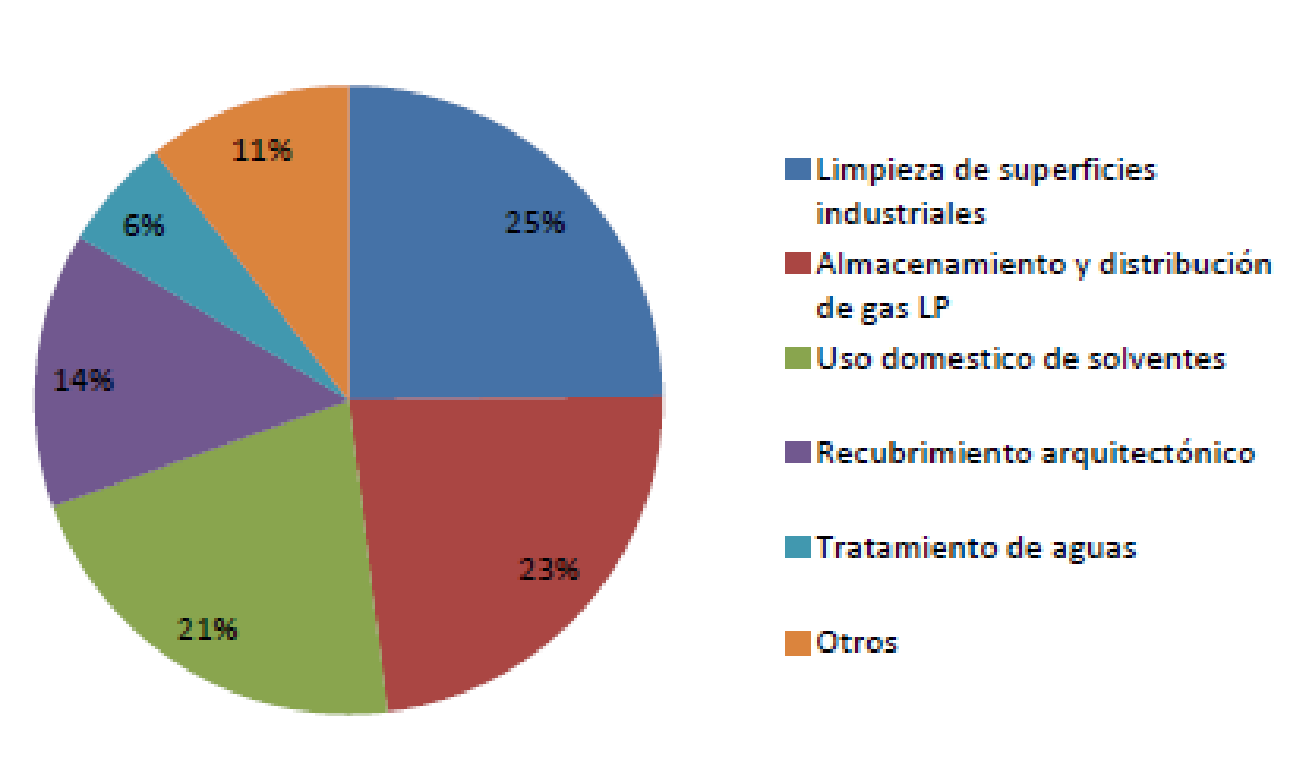 11%
25%
6%
14%
23%
21%
Limpieza de superficies
industriales
Almacenamiento y distribución
de gas LP
Uso domestico de solventes
Recubrimiento arquitectónico
Tratamiento de aguas
Otros